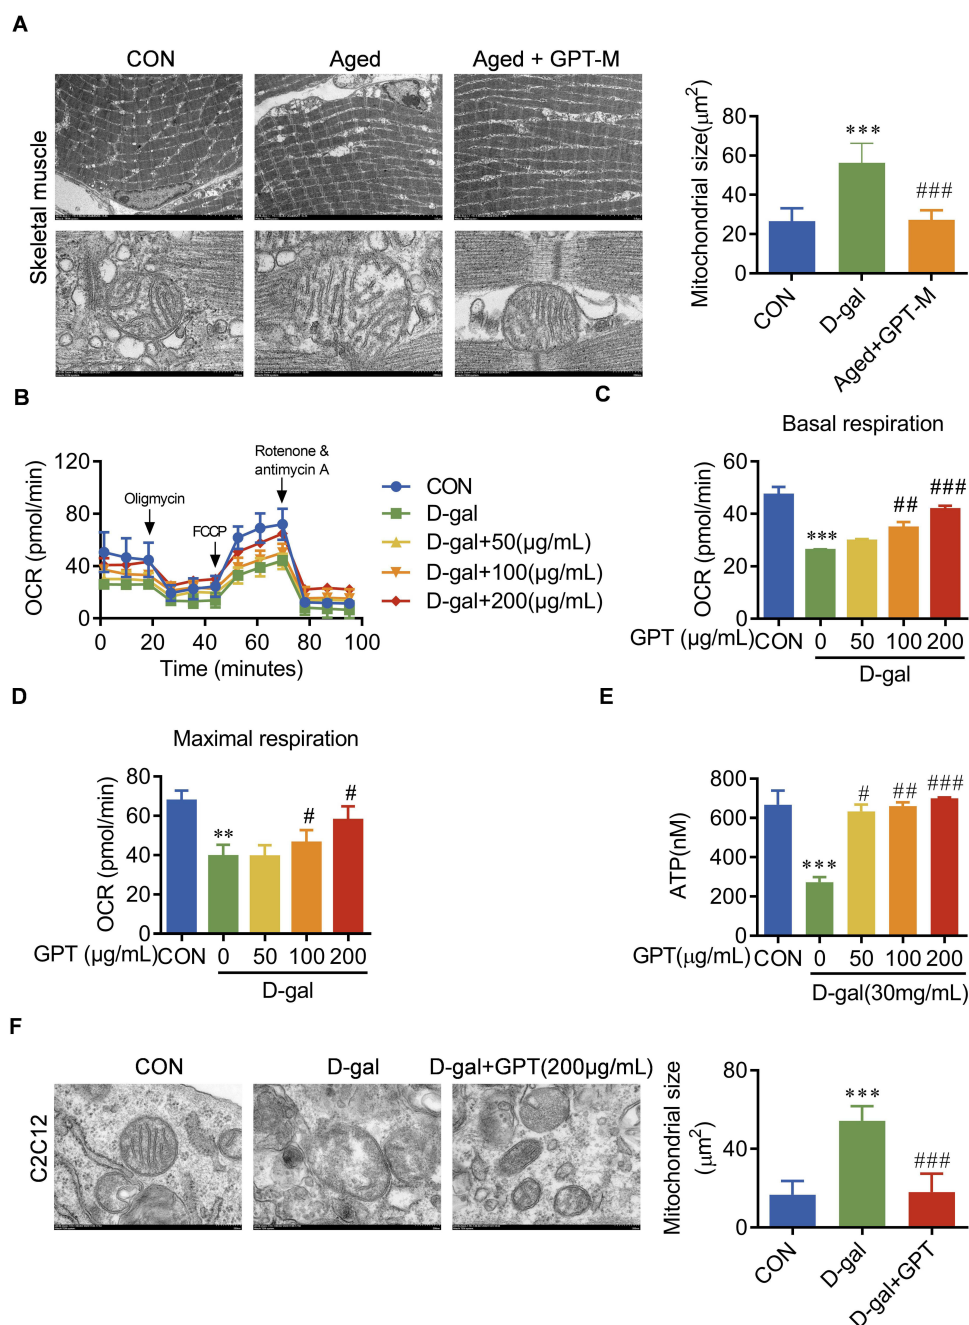 A
CON
Aged
Aged + GPT-M
Skeletal muscle
Mitochondrial size(μm²)
80
60
40
20
0
***
###
CON
D-gal
Aged+GPT-M
B
OCR (pmol/min)
120
80
40
0
Oligmycin
FCCP
Rotenone &
antimycin A
0 20 40 60 80 100
Time (minutes)
CON
D-gal
D-gal+50(μg/mL)
D-gal+100(μg/mL)
D-gal+200(μg/mL)
C
Basal respiration
OCR (pmol/min)
60
40
20
0
***
##
###
GPT (μg/mL) CON 0 50 100 200
D-gal
D
Maximal respiration
OCR (pmol/min)
80
60
40
20
0
**
#
#
GPT (μg/mL) CON 0 50 100 200
D-gal
E
ATP(nM)
800
600
400
200
0
***
#
##
###
GPT(μg/mL) CON 0 50 100 200
D-gal(30mg/mL)
F
CON
D-gal
D-gal+GPT(200μg/mL)
C2C12
Mitochondrial size
(μm²)
80
40
0
***
###
CON
D-gal
D-gal+GPT